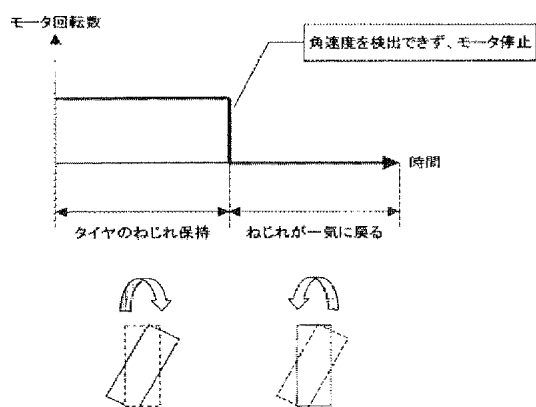 モータ回転数
角速度を検出できず、モータ停止
時間
タイヤのねじれ保持
ねじれが一気に戻る